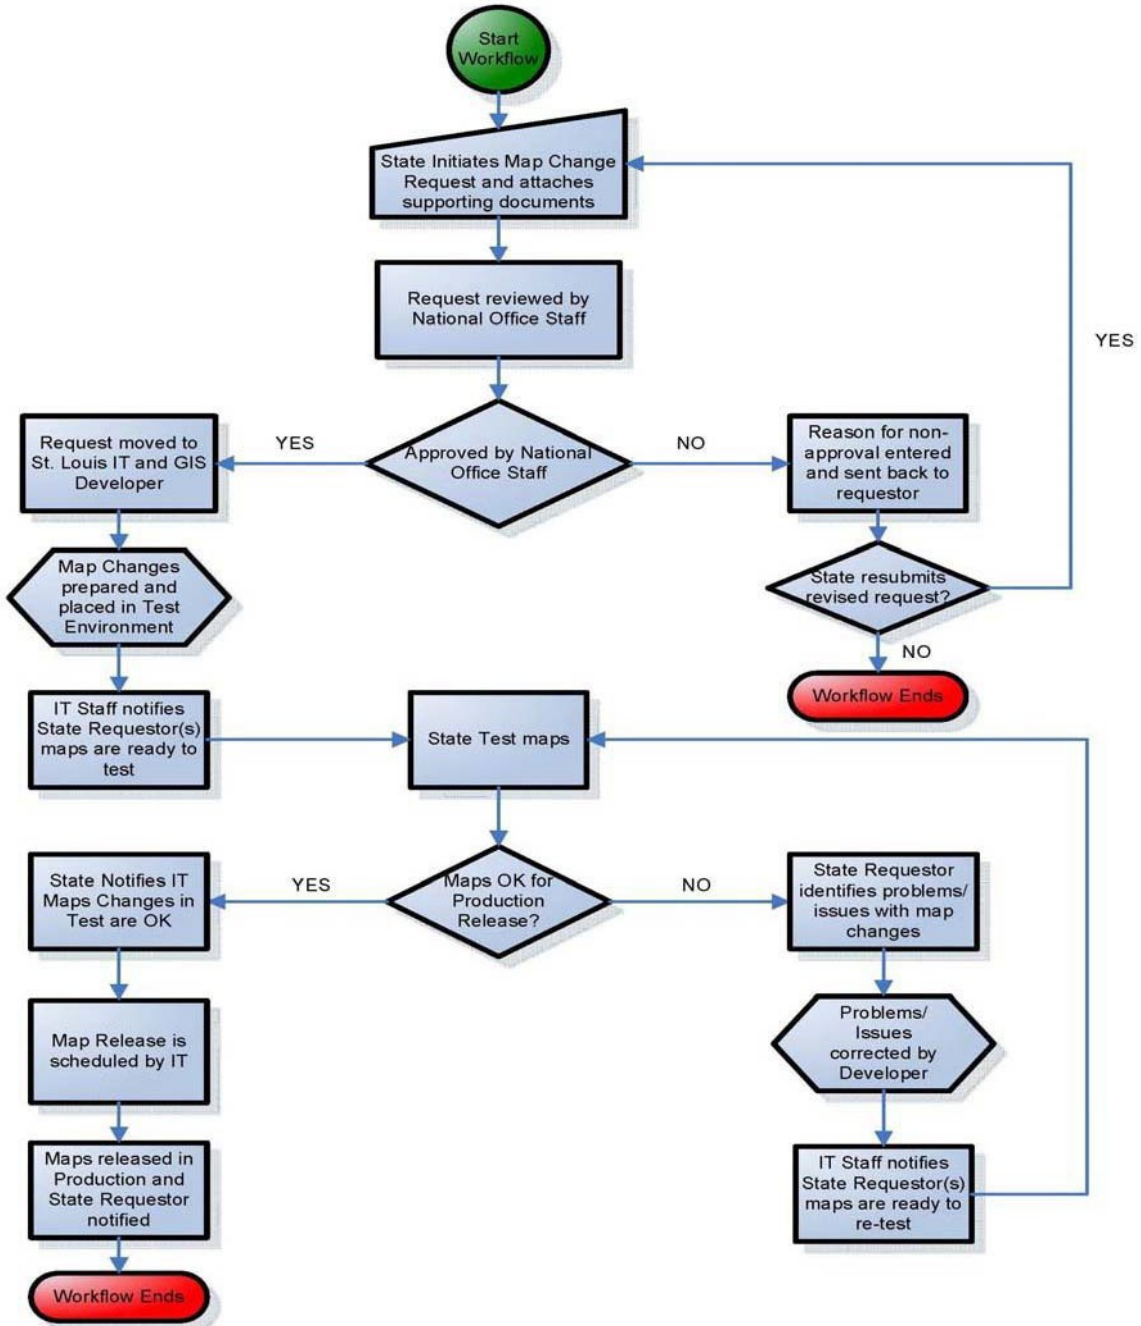 Start
Workflow
State Initiates Map Change
Request and attaches
supporting documents
Request reviewed by
National Office Staff
YES
Approved by National
Office Staff
YES
NO
Request moved to
St. Louis IT and GIS
Developer
Reason for non-
approval entered
and sent back to
requestor
Map Changes
prepared and
placed in Test
Environment
State resubmits
revised request?
NO
Workflow Ends
IT Staff notifies
State Requestor(s)
maps are ready to
test
State Test maps
Maps OK for
Production
Release?
YES
NO
State Notifies IT
Maps Changes in
Test are OK
State Requestor
identifies problems/
issues with map
changes
Map Release is
scheduled by IT
Problems/
Issues
corrected by
Developer
Maps released in
Production and
State Requestor
notified
IT Staff notifies
State Requestor(s)
maps are ready to
re-test
Workflow Ends